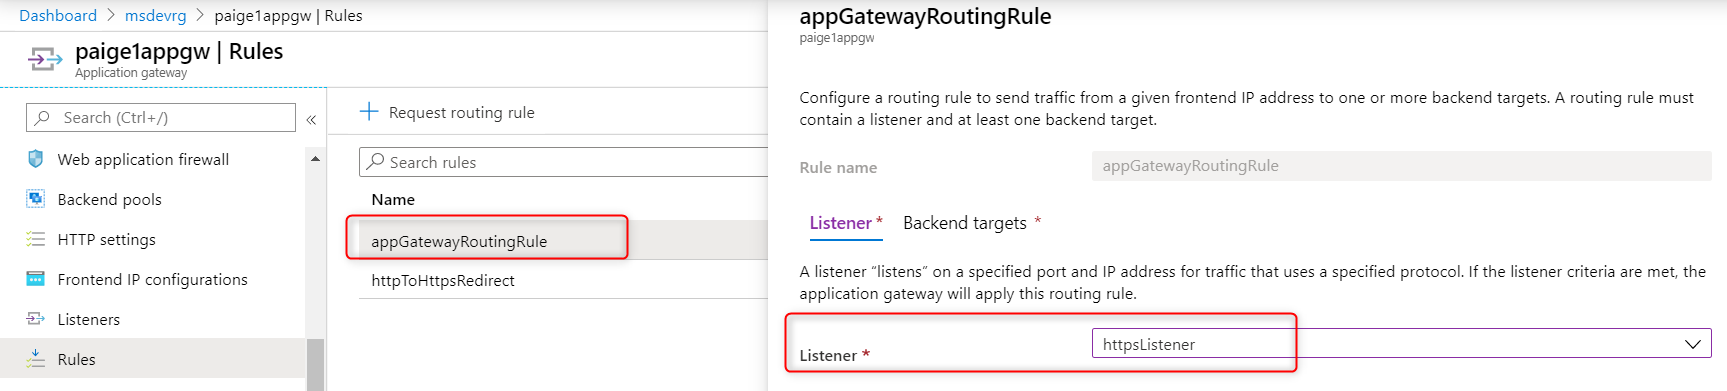 Dashboard > msdevrg > paige1appgw | Rules
paige1appgw | Rules
Application gateway
Search (Ctrl+/)
«
Web application firewall
Backend pools
HTTP settings
Frontend IP configurations
Listeners
Rules
+ Request routing rule
Search rules
Name
appGatewayRoutingRule
httpToHttpsRedirect
appGatewayRoutingRule
paige1appgw
Configure a routing rule to send traffic from a given frontend IP address to one or more backend targets. A routing rule must
contain a listener and at least one backend target.
Rule name appGatewayRoutingRule
Listener * Backend targets *
A listener “listens” on a specified port and IP address for traffic that uses a specified protocol. If the listener criteria are met, the
application gateway will apply this routing rule.
Listener * httpsListener